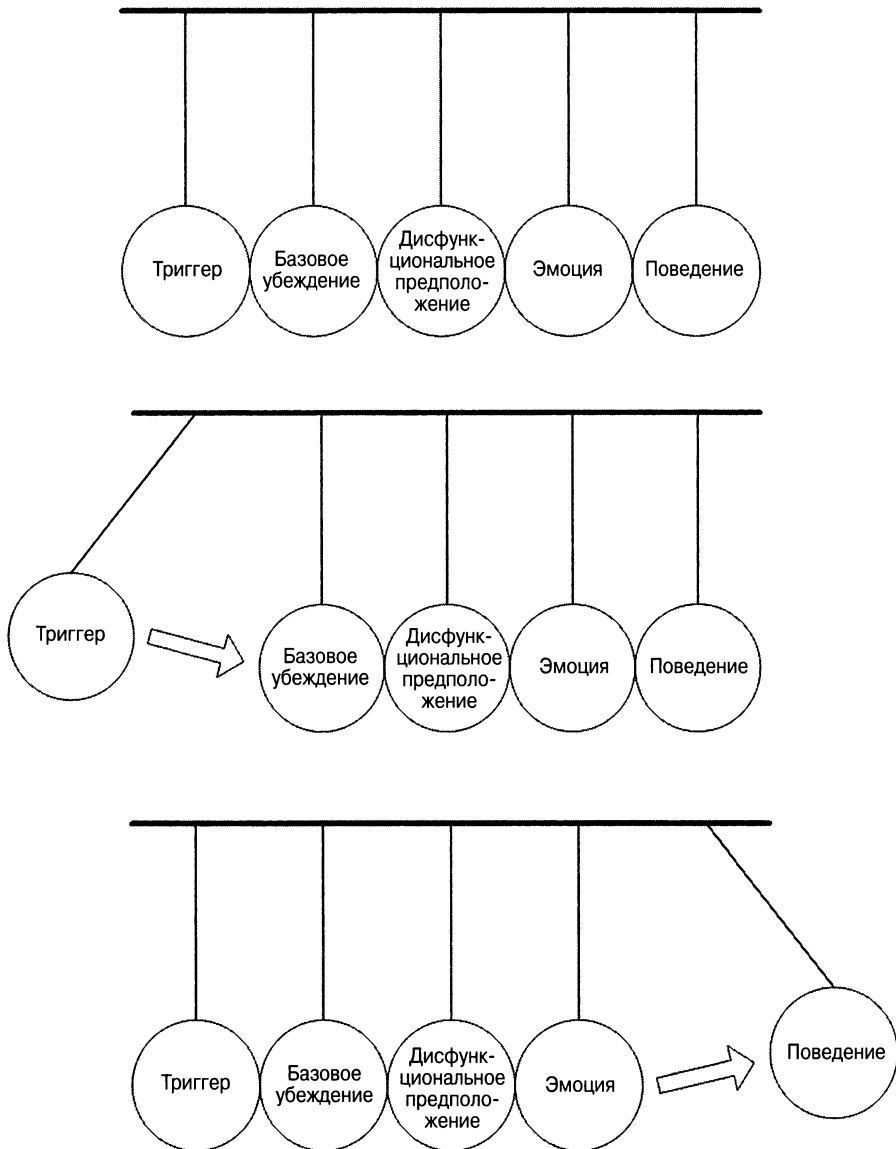 Триггер
Базовое
убеждение
Дисфунк-
циональное
предполо-
жение
Эмоция
Поведение
Триггер
Базовое
убеждение
Дисфунк-
циональное
предполо-
жение
Эмоция
Поведение
Триггер
Базовое
убеждение
Дисфунк-
циональное
предполо-
жение
Эмоция
Поведение